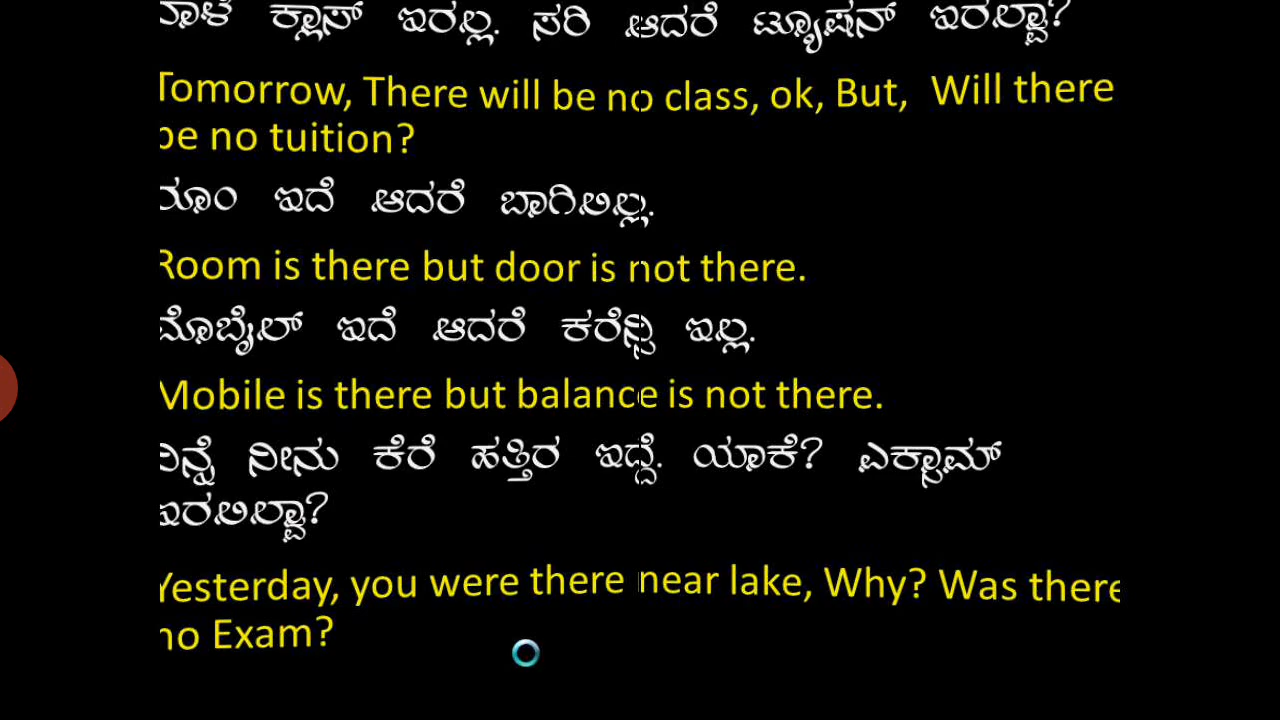 ನಾಳೆ ಕ್ಲಾಸ್ ಇರಲ್ಲ. ಸರಿ ಆದರೆ ಟ್ಯೂಷನ್ ಇರಲ್ವಾ?
Tomorrow, There will be no class, ok, But, Will there
be no tuition?
ರೂಂ ಇದೆ ಆದರೆ ಬಾಗಿಲಿಲ್ಲ.
Room is there but door is not there.
ಮೊಬೈಲ್ ಇದೆ ಆದರೆ ಕರೆನ್ಸಿ ಇಲ್ಲ.
Mobile is there but balance is not there.
ನಿನ್ನೆ ನೀನು ಕೆರೆ ಹತ್ತಿರ ಇದ್ದೆ. ಯಾಕೆ? ಎಕ್ಸಾಮ್
ಇರಲಿಲ್ವಾ?
Yesterday, you were there near lake, Why? Was there
no Exam?